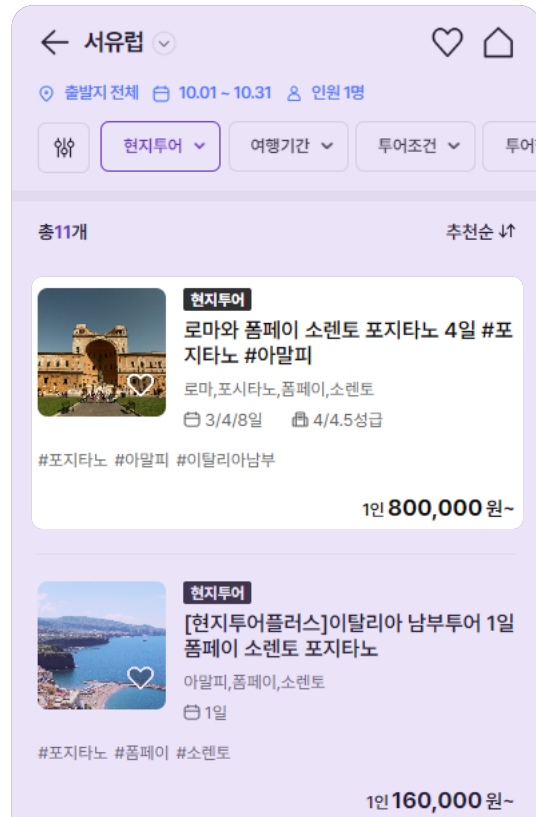 서유럽
출발지 전체 10.01 ~ 10.31 인원 1명
현지투어 여행기간 투어조건 투어
총11개 추천순
현지투어
로마와 폼페이 소렌토 포지타노 4일 #포
지타노 #아말피
로마,포시타노,폼페이,소렌토
3/4/8일 4/4.5성급
#포지타노 #아말피 #이탈리아남부
1인 800,000 원~
현지투어
[현지투어플러스]이탈리아 남부투어 1일
폼페이 소렌토 포지타노
아말피,폼페이,소렌토
1일
#포지타노 #폼페이 #소렌토
1인 160,000 원~